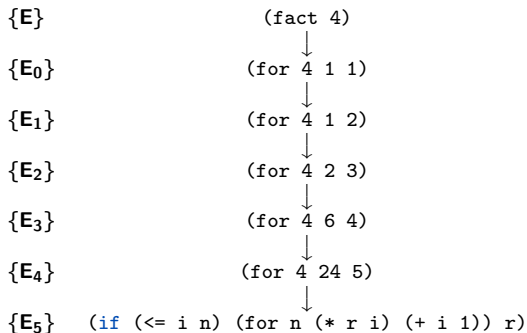 {E} (fact 4)
{E₀} (for 4 1 1)
{E₁} (for 4 1 2)
{E₂} (for 4 2 3)
{E₃} (for 4 6 4)
{E₄} (for 4 24 5)
{E₅} (if (<= i n) (for n (* r i) (+ i 1)) r)